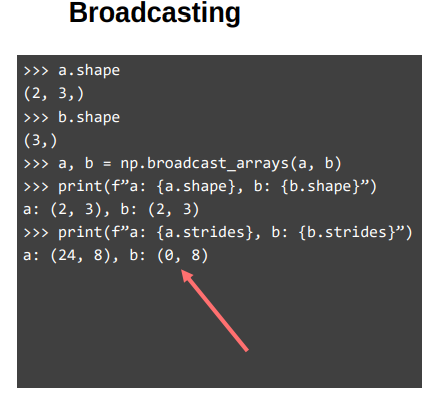 Broadcasting
>>> a.shape
(2, 3,)
>>> b.shape
(3,)
>>> a, b = np.broadcast_arrays(a, b)
>>> print(f”a: {a.shape}, b: {b.shape}”)
a: (2, 3), b: (2, 3)
>>> print(f”a: {a.strides}, b: {b.strides}”)
a: (24, 8), b: (0, 8)